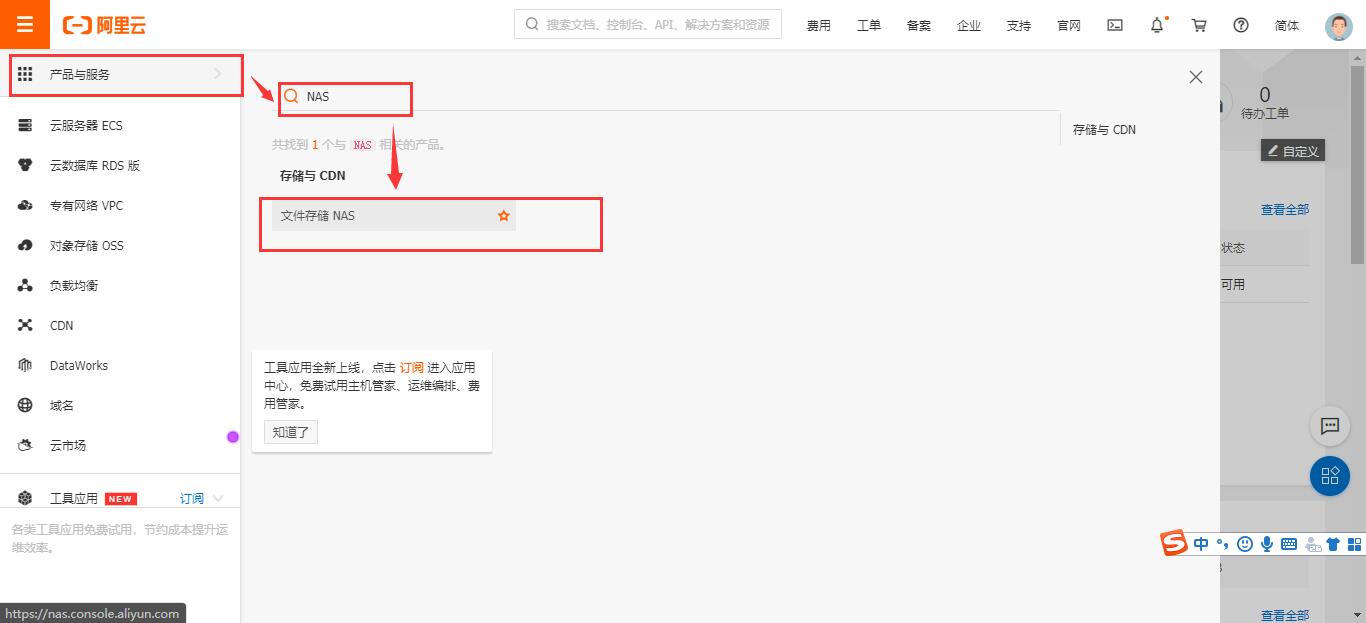 阿里云
搜索文档、控制台、API、解决方案和资源
费用
工单
备案
企业
支持
官网
简体
产品与服务
云服务器 ECS
云数据库 RDS 版
专有网络 VPC
对象存储 OSS
负载均衡
CDN
DataWorks
域名
云市场
工具应用 NEW 订阅
各类工具应用免费试用，节约成本提升运
维效率。
https://nas.console.aliyun.com
NAS
共找到 1 个与 NAS 相关的产品。
存储与 CDN
文件存储 NAS
存储与 CDN
工具应用全新上线，点击 订阅 进入应用
中心，免费试用主机管家、运维编排、费
用管家。
知道了
0
待办工单
自定义
查看全部
状态
可用
中
查看全部